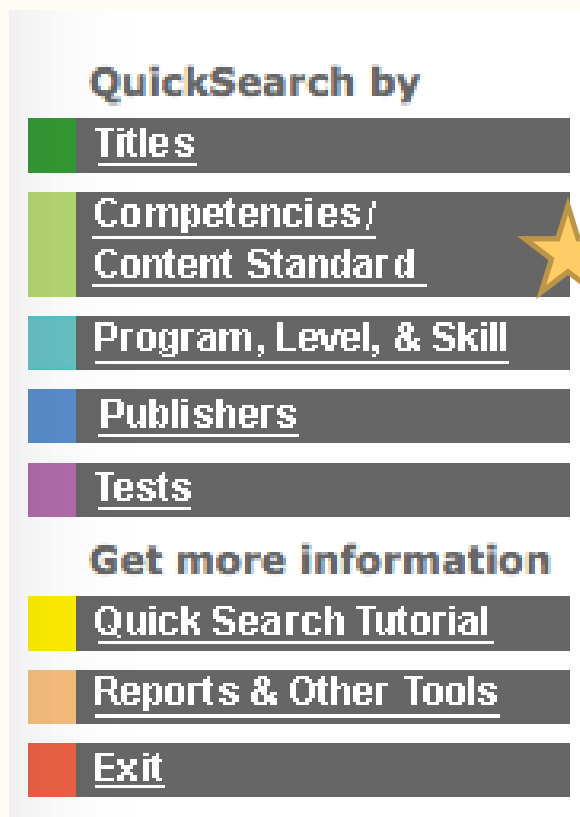 QuickSearch by
Titles
Competencies/
Content Standard
Program, Level, & Skill
Publishers
Tests
Get more information
Quick Search Tutorial
Reports & Other Tools
Exit